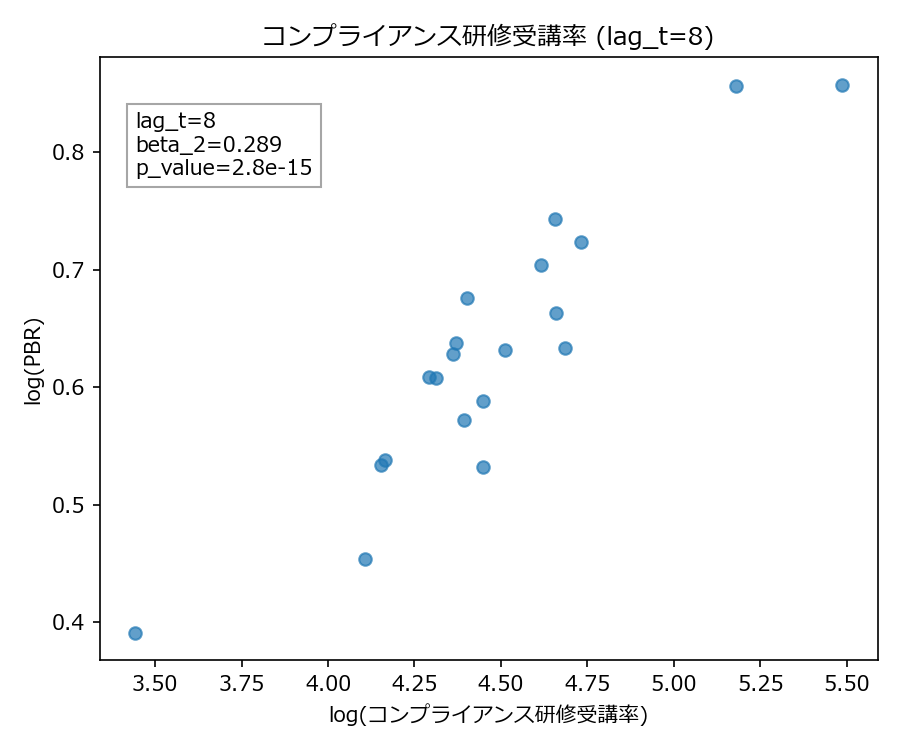 コンプライアンス研修受講率 (lag_t=8)
lag_t=8
beta_2=0.289
p_value=2.8e-15
log(PBR)
0.8
0.7
0.6
0.5
0.4
3.50 3.75 4.00 4.25 4.50 4.75 5.00 5.25 5.50
log(コンプライアンス研修受講率)